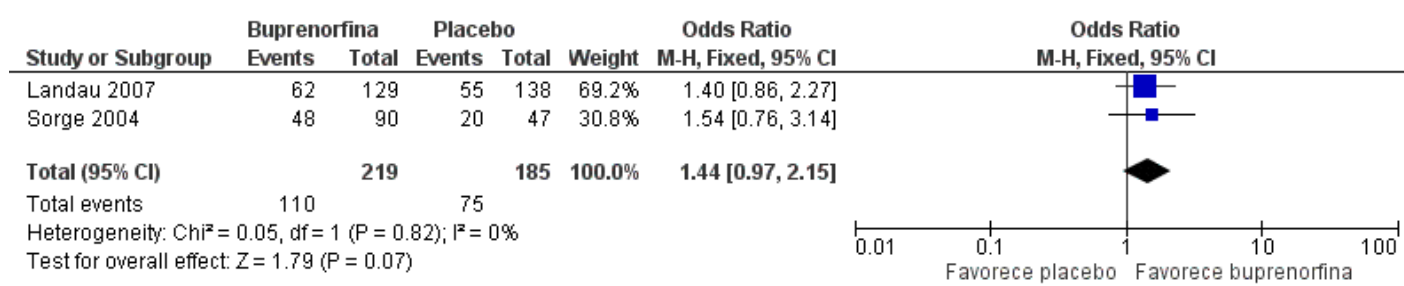 Buprenorfina Placebo Odds Ratio Odds Ratio
Study or Subgroup Events Total Events Total Weight M-H, Fixed, 95% CI M-H, Fixed, 95% CI
Landau 2007 62 129 55 138 69.2% 1.40 [0.86, 2.27]
Sorge 2004 48 90 20 47 30.8% 1.54 [0.76, 3.14]
Total (95% CI) 219 185 100.0% 1.44 [0.97, 2.15]
Total events 110 75
Heterogeneity: Chi² = 0.05, df = 1 (P = 0.82); I² = 0%
Test for overall effect: Z = 1.79 (P = 0.07)
0.01 0.1 1 10 100
Favorece placebo Favorece buprenorfina